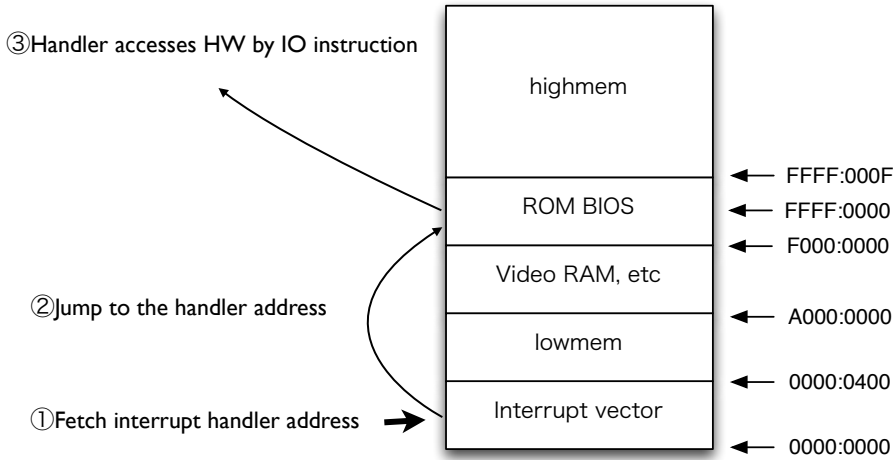 ③Handler accesses HW by IO instruction
highmem
FFFF:000F
ROM BIOS
FFFF:0000
F000:0000
Video RAM, etc
②Jump to the handler address
A000:0000
lowmem
0000:0400
①Fetch interrupt handler address
Interrupt vector
0000:0000